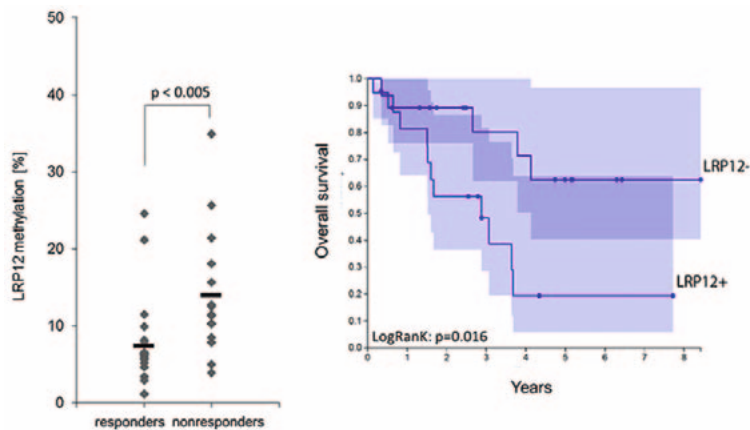 50
40
30
20
10
0
LRP12 methylation [%]
p < 0.005
responders nonresponders
1.0
0.9
0.8
0.7
0.6
0.5
0.4
0.3
0.2
0.1
0.0
Overall survival
LRP12-
LRP12+
LogRanK: p=0.016
0 1 2 3 4 5 6 7 8
Years